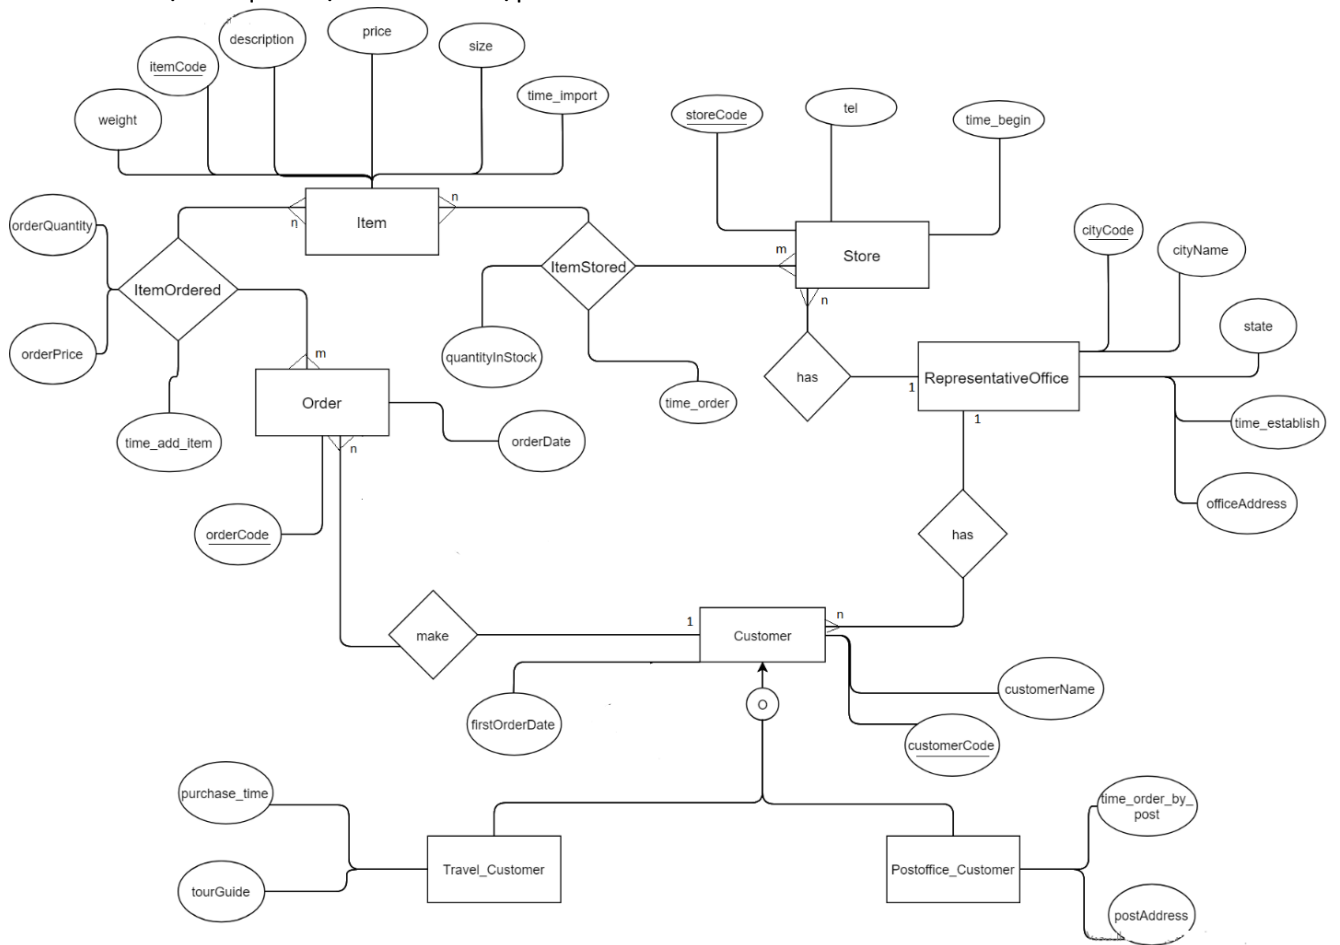 price
description
size
itemCode
time_import
weight
storeCode
tel
time_begin
n
Item
n
orderQuantity
cityCode
cityName
Store
m
ItemStored
n
ItemOrdered
state
orderPrice
m
quantityInStock
has
1
RepresentativeOffice
Order
time_order
1
time_establish
time_add_item
n
orderDate
officeAddress
orderCode
has
make
1
Customer
n
customerName
firstOrderDate
O
customerCode
purchase_time
time_order_by_
post
Travel_Customer
Postoffice_Customer
tourGuide
postAddress